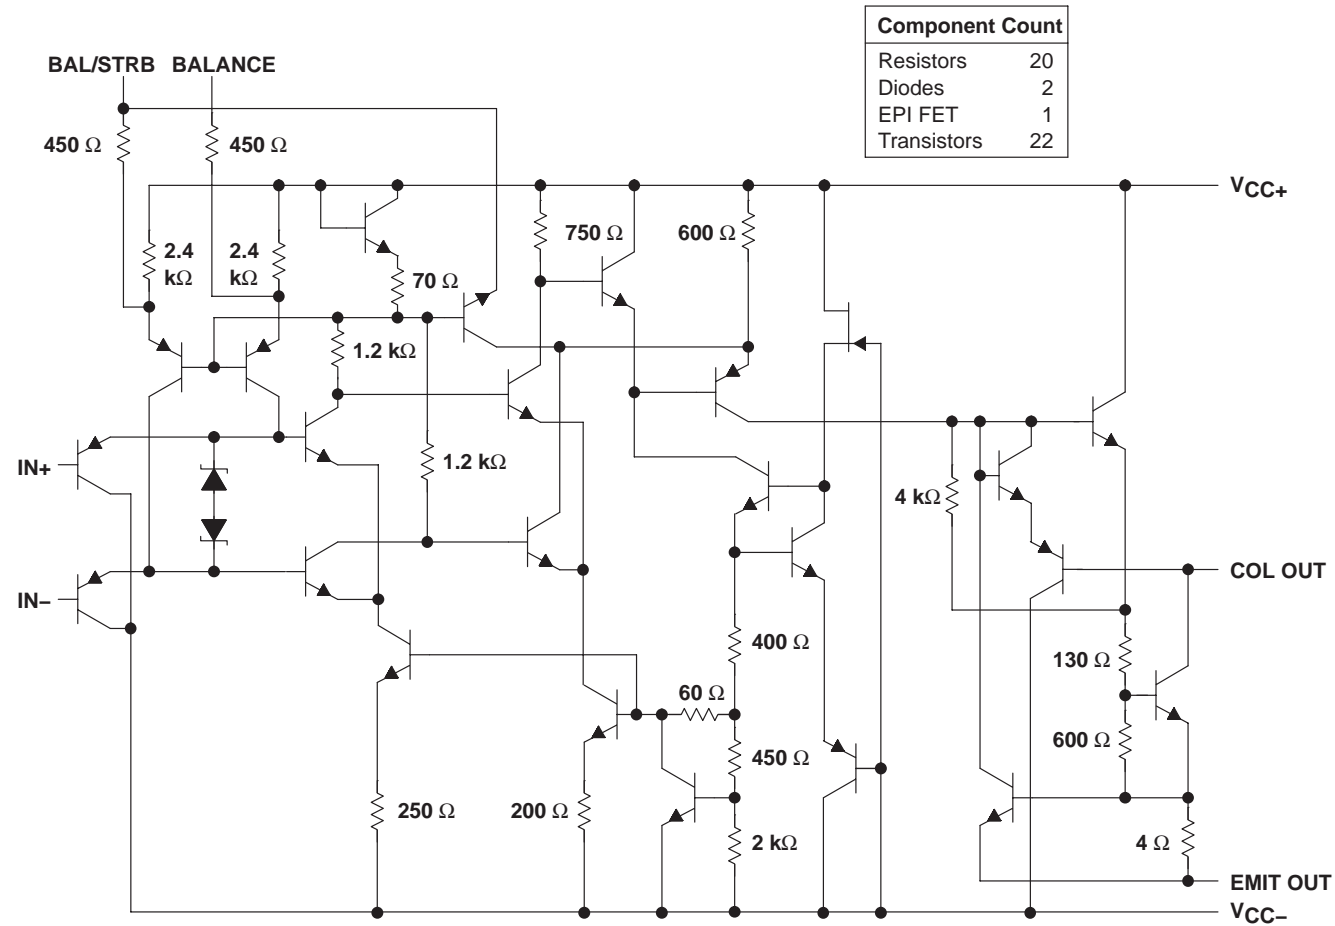 Component Count
Resistors 20
Diodes 2
EPI FET 1
Transistors 22
BAL/STRB BALANCE
450 Ω 450 Ω
VCC+
2.4 kΩ
2.4 kΩ
70 Ω
750 Ω
600 Ω
1.2 kΩ
IN+
1.2 kΩ
4 kΩ
COL OUT
IN−
400 Ω
130 Ω
60 Ω
450 Ω
600 Ω
250 Ω
200 Ω
2 kΩ
4 Ω
EMIT OUT
VCC−